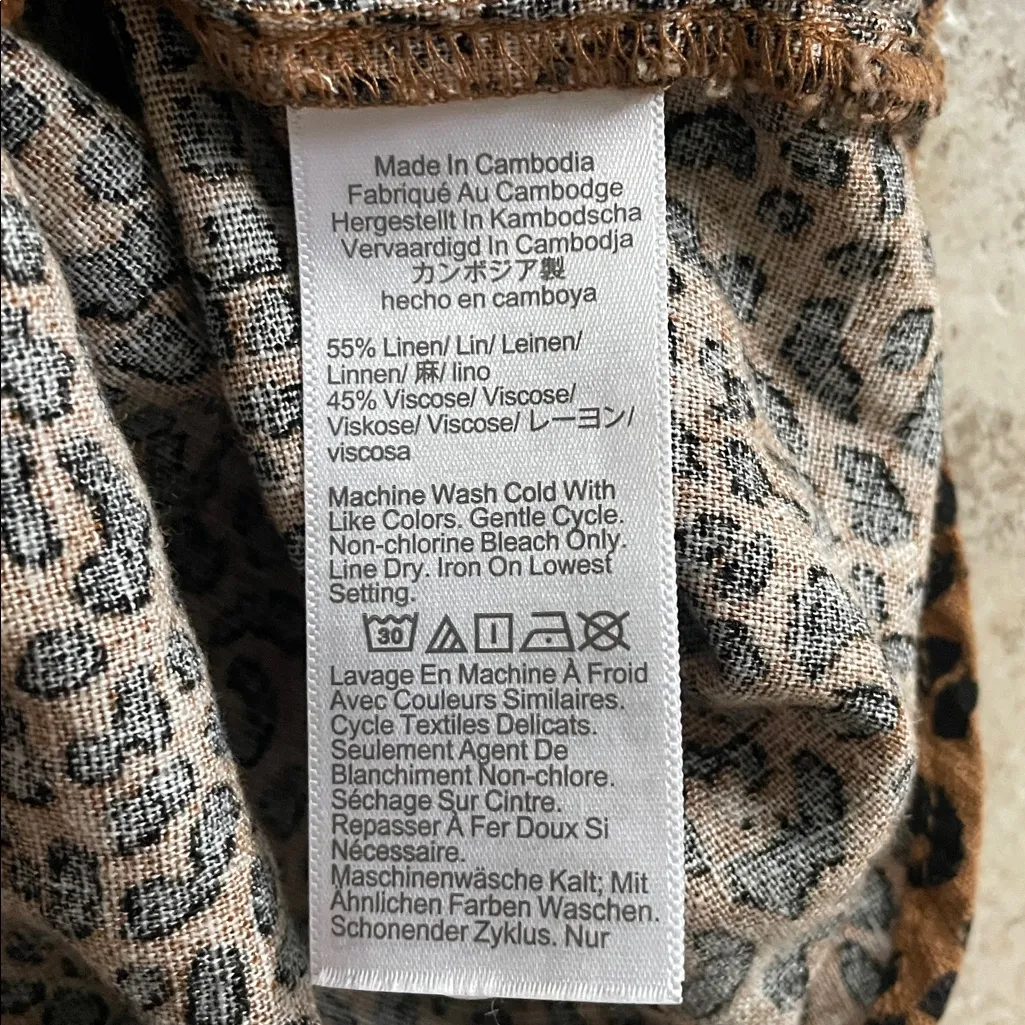 Made In Cambodia
Fabriqué Au Cambodge
Hergestellt In Kambodscha
Vervaardigd In Cambodja
カンボジア製
hecho en camboya
55% Linen/ Lin/ Leinen/
Linnen/ 麻/ lino
45% Viscose/ Viscose/
Viskose/ Viscose/ レーヨン/
viscosa
Machine Wash Cold With
Like Colors. Gentle Cycle.
Non-chlorine Bleach Only.
Line Dry. Iron On Lowest
Setting.
30
Lavage En Machine À Froid
Avec Couleurs Similaires.
Cycle Textiles Delicats.
Seulement Agent De
Blanchiment Non-chlore.
Séchage Sur Cintre.
Repasser À Fer Doux Si
Nécessaire.
Maschinenwäsche Kalt; Mit
Ähnlichen Farben Waschen.
Schonender Zyklus. Nur